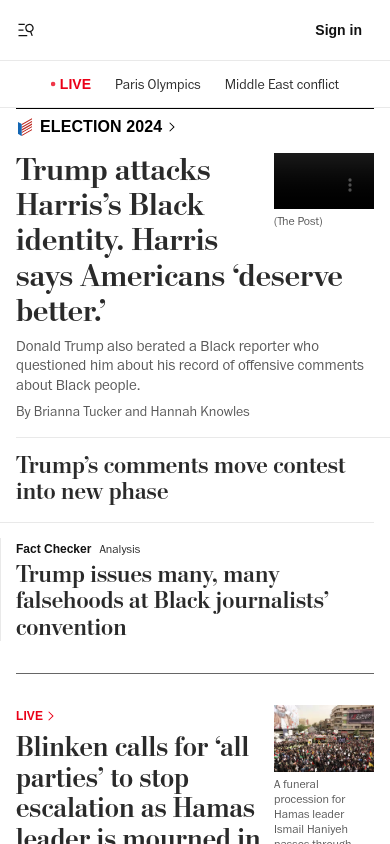 Sign in
LIVE
Paris Olympics
Middle East conflict
ELECTION 2024
Trump attacks
Harris’s Black
identity. Harris
says Americans ‘deserve
better.’
(The Post)
Donald Trump also berated a Black reporter who
questioned him about his record of offensive comments
about Black people.
By Brianna Tucker and Hannah Knowles
Trump’s comments move contest
into new phase
Fact Checker Analysis
Trump issues many, many
falsehoods at Black journalists’
convention
LIVE
Blinken calls for ‘all
parties’ to stop
escalation as Hamas
leader is mourned in
A funeral
procession for
Hamas leader
Ismail Haniyeh
passes through